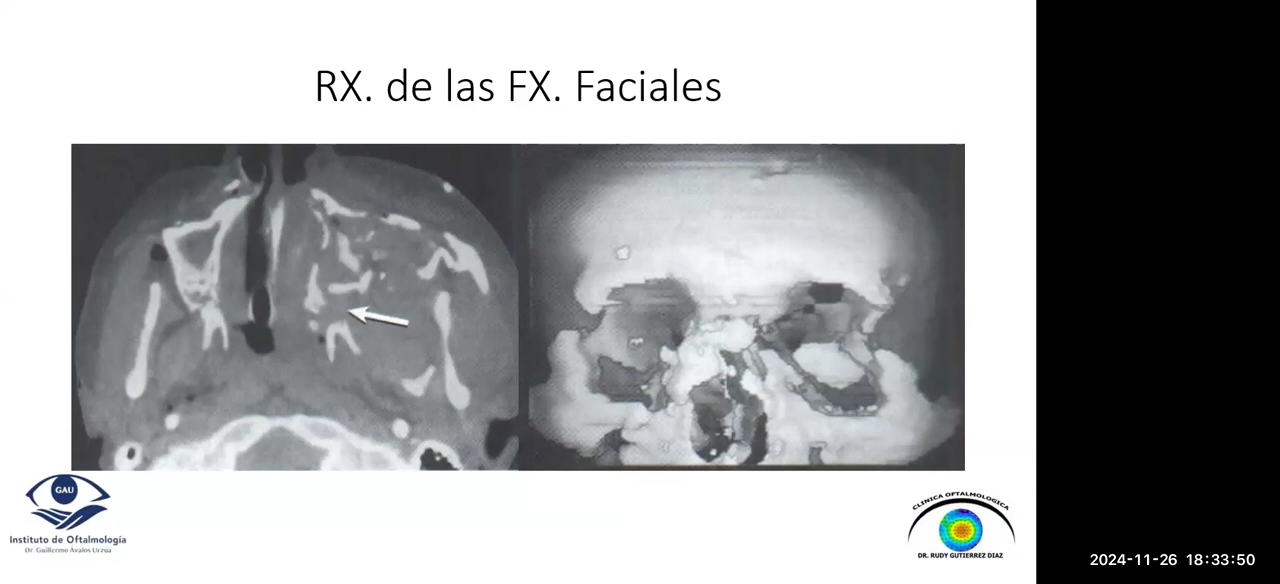 RX. de las FX. Faciales
GAU
Instituto de Oftalmología
Dr. Guillermo Ávalos Urzúa
CLINICA OFTALMOLOGICA
DR. RUDY GUTIERREZ DIAZ
2024-11-26 18:33:50